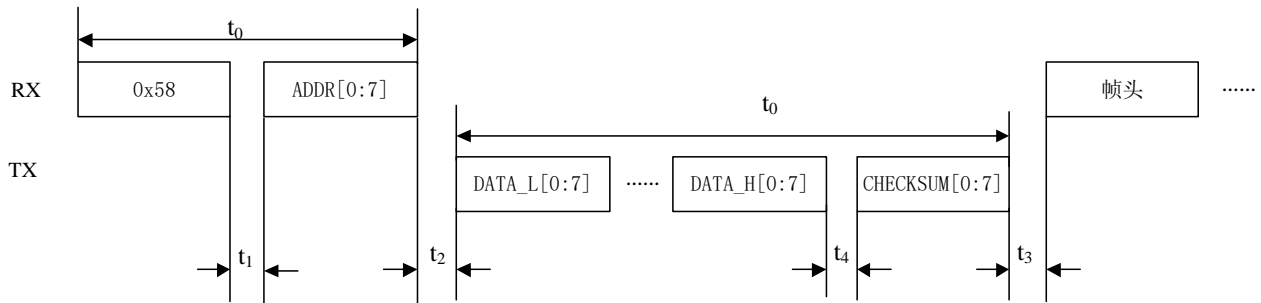 t₀
RX 0x58 ADDR[0:7] 帧头 ······
t₀
TX DATA_L[0:7] ······ DATA_H[0:7] CHECKSUM[0:7]
t₁ t₂ t₄ t₃